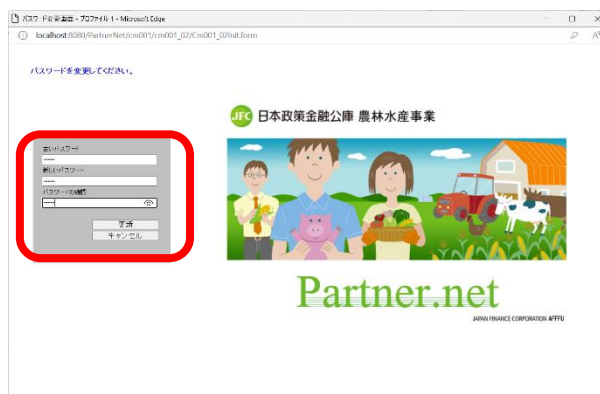 パスワード変更画面 - プロファイル 1 - Microsoft Edge
localhost:8080/PartnerNet/cm001/cm001_02/Cm001_02Init.form
パスワードを変更してください。
JFC 日本政策金融公庫 農林水産事業
古いパスワード
新しいパスワード
パスワードの確認
更新
キャンセル
Partner.net
JAPAN FINANCE CORPORATION AFFFU